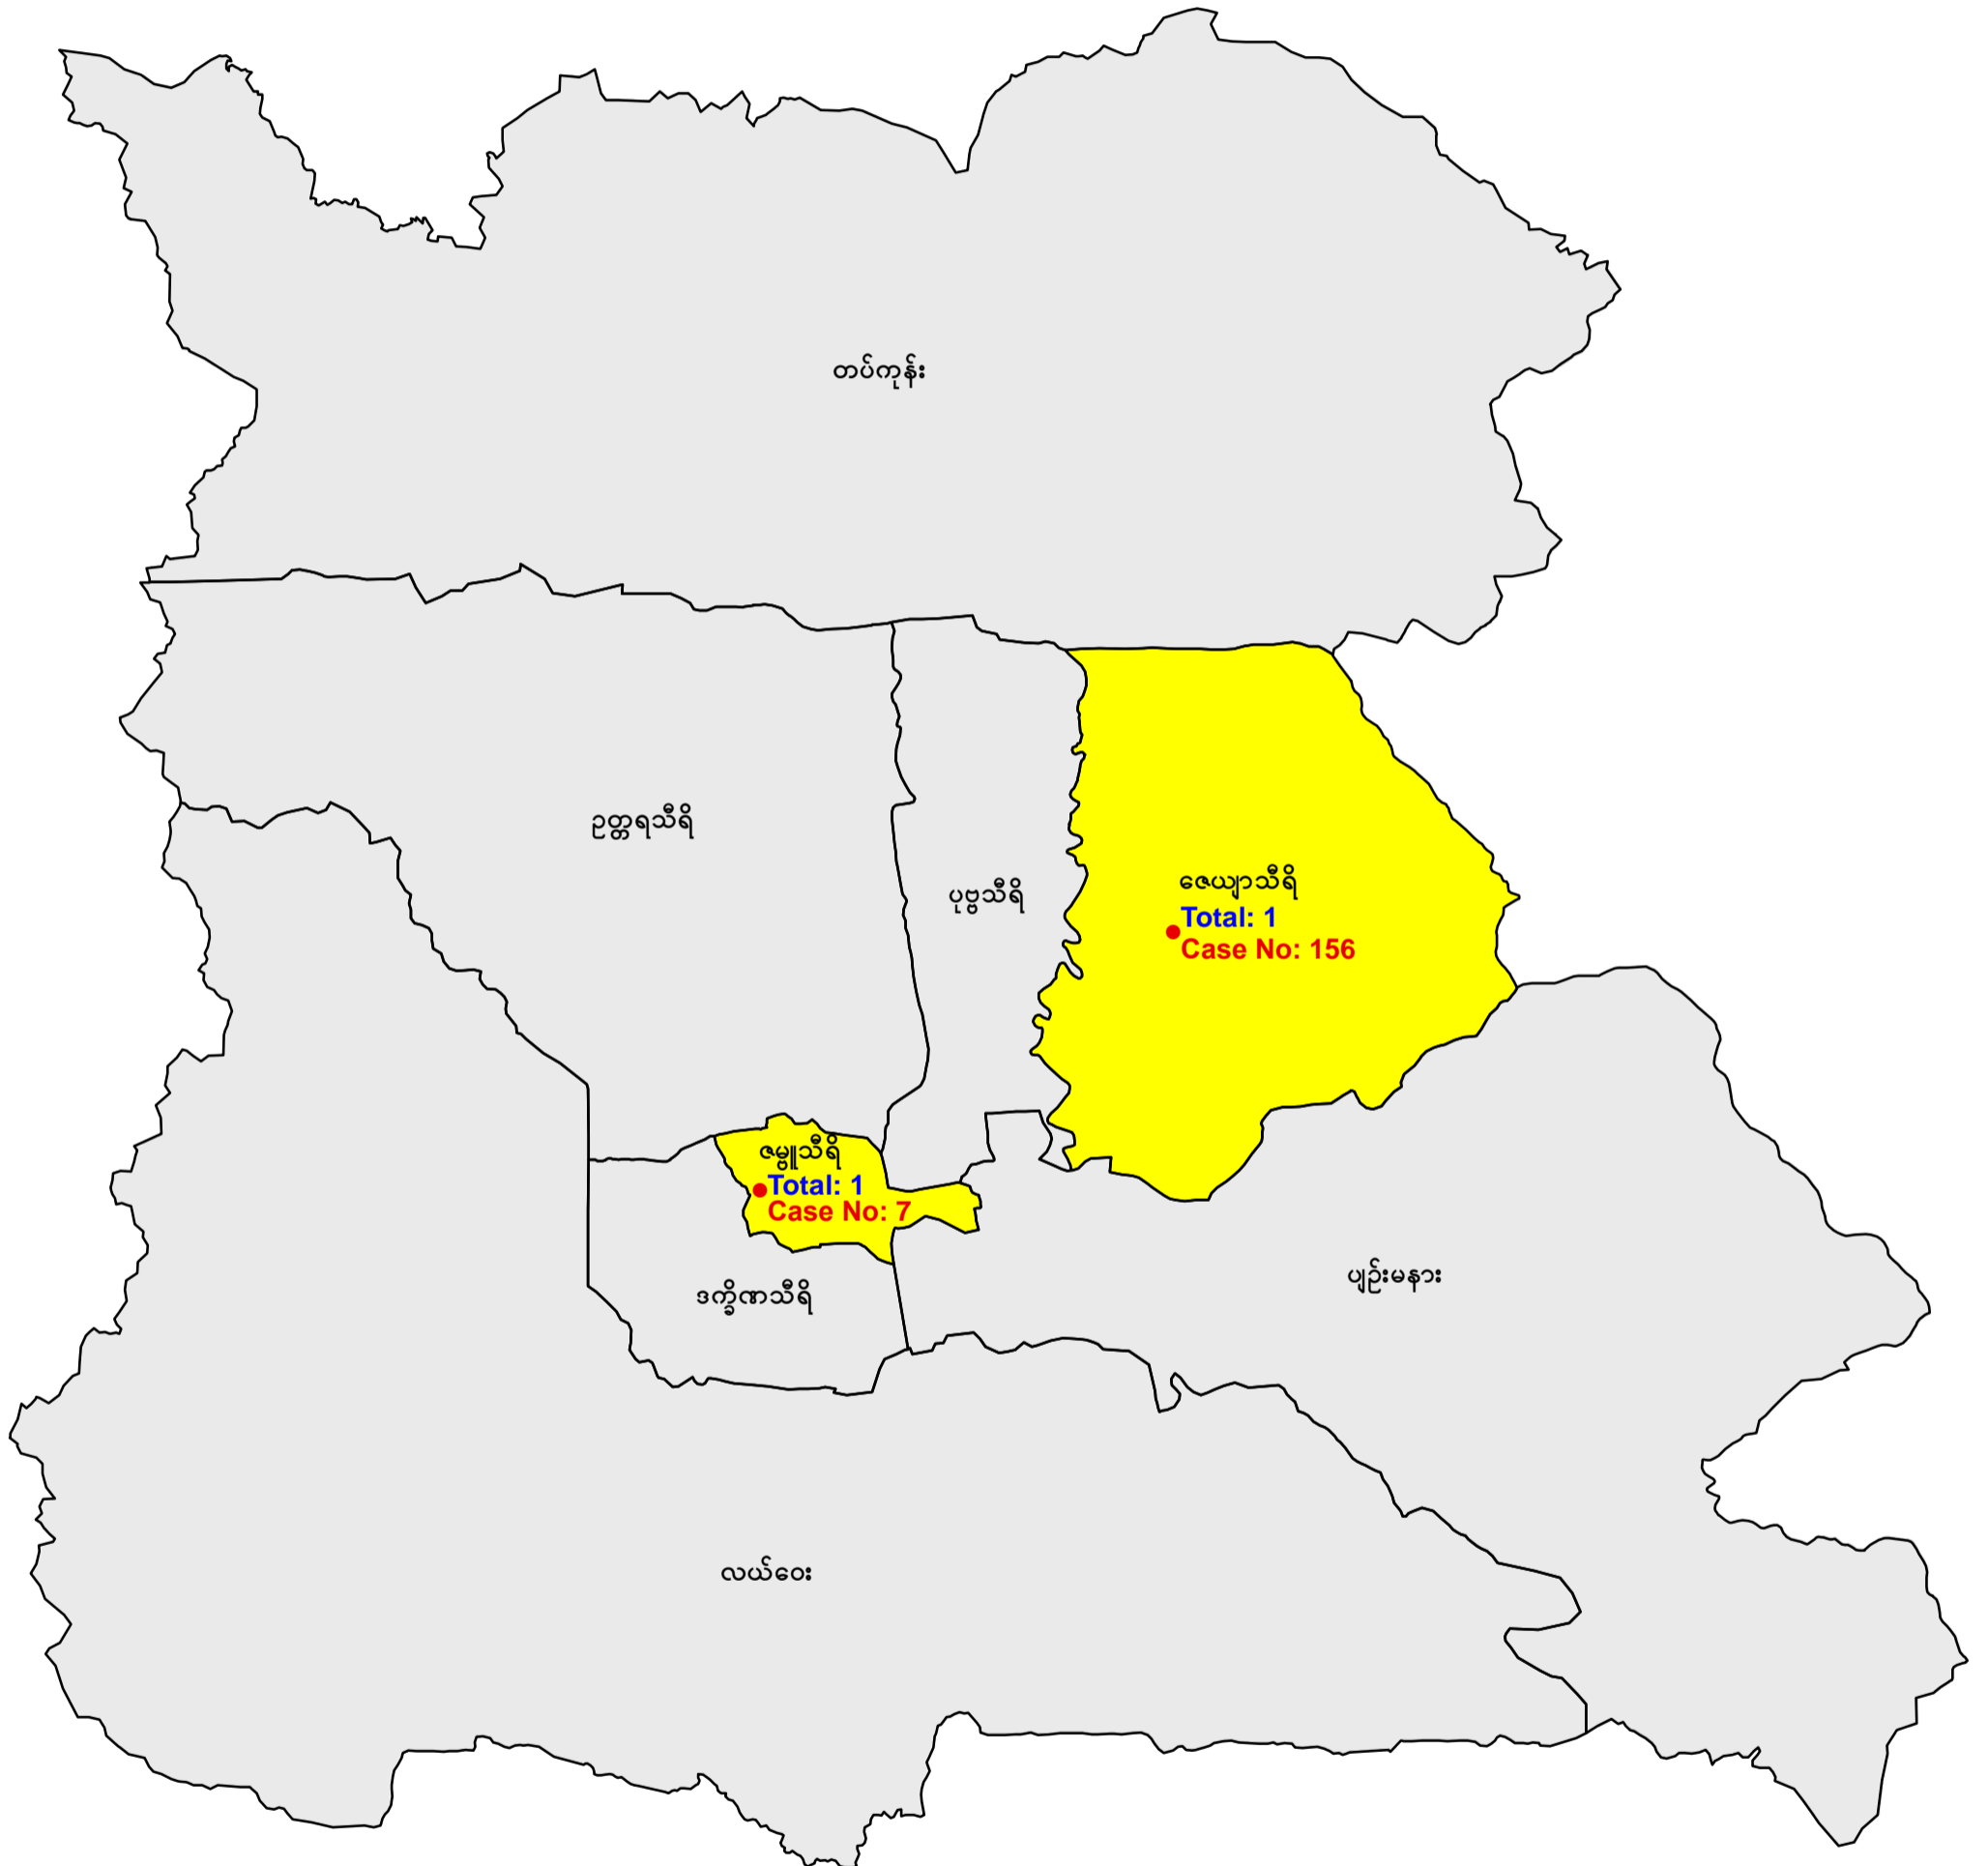 တပ်ကုန်း
ဥတ္တရသီရိ
ပုဗ္ဗသီရိ
ဇေယျာသီရိ
Total: 1
Case No: 156
ဇမ္ဗူသီရိ
Total: 1
Case No: 7
ဒက္ခိဏသီရိ
ပျဉ်းမနား
လယ်ဝေး